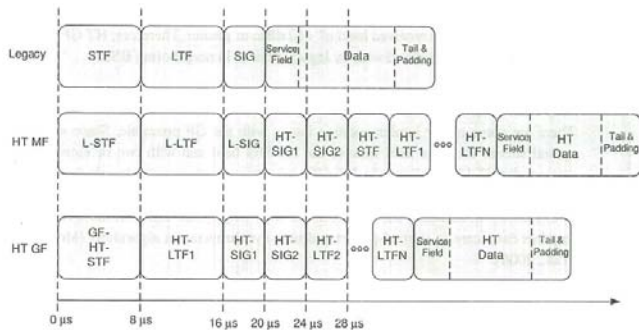 Legacy
STF
LTF
SIG
Service
Field
Data
Tail &
Padding
HT MF
L-STF
L-LTF
L-SIG
HT-
SIG1
HT-
SIG2
HT-
STF
HT-
LTF1
HT-
LTFN
Service
Field
HT
Data
Tail &
Padding
HT GF
GF-
HT-
STF
HT-
LTF1
HT-
SIG1
HT-
SIG2
HT-
LTF2
HT-
LTFN
Service
Field
HT
Data
Tail &
Padding
0 µs
8 µs
16 µs
20 µs
24 µs
28 µs